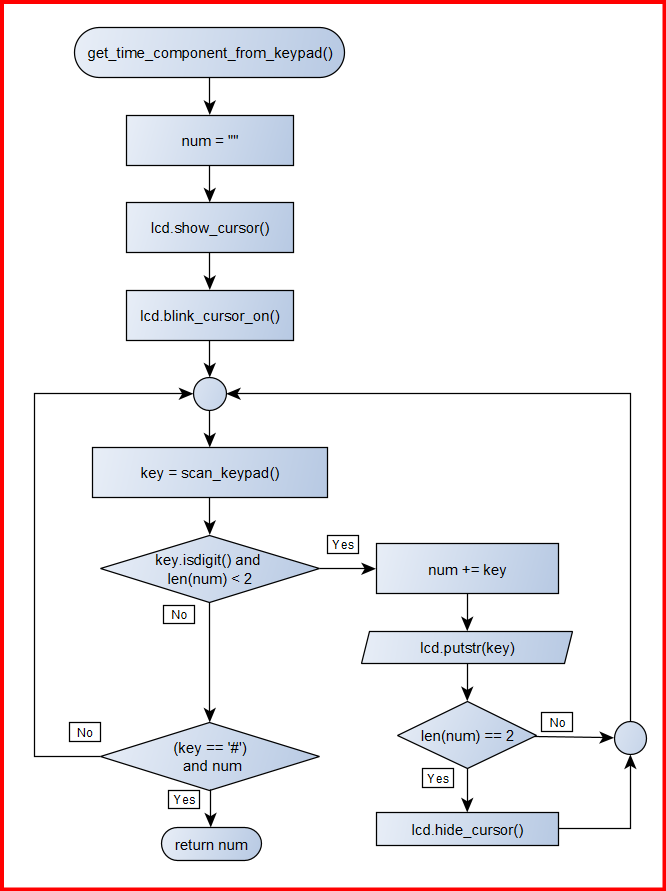 get_time_component_from_keypad()
num = ""
lcd.show_cursor()
lcd.blink_cursor_on()
key = scan_keypad()
key.isdigit() and
len(num) < 2
Yes
No
num += key
lcd.putstr(key)
len(num) == 2
No
Yes
lcd.hide_cursor()
(key == '#')
and num
No
Yes
return num